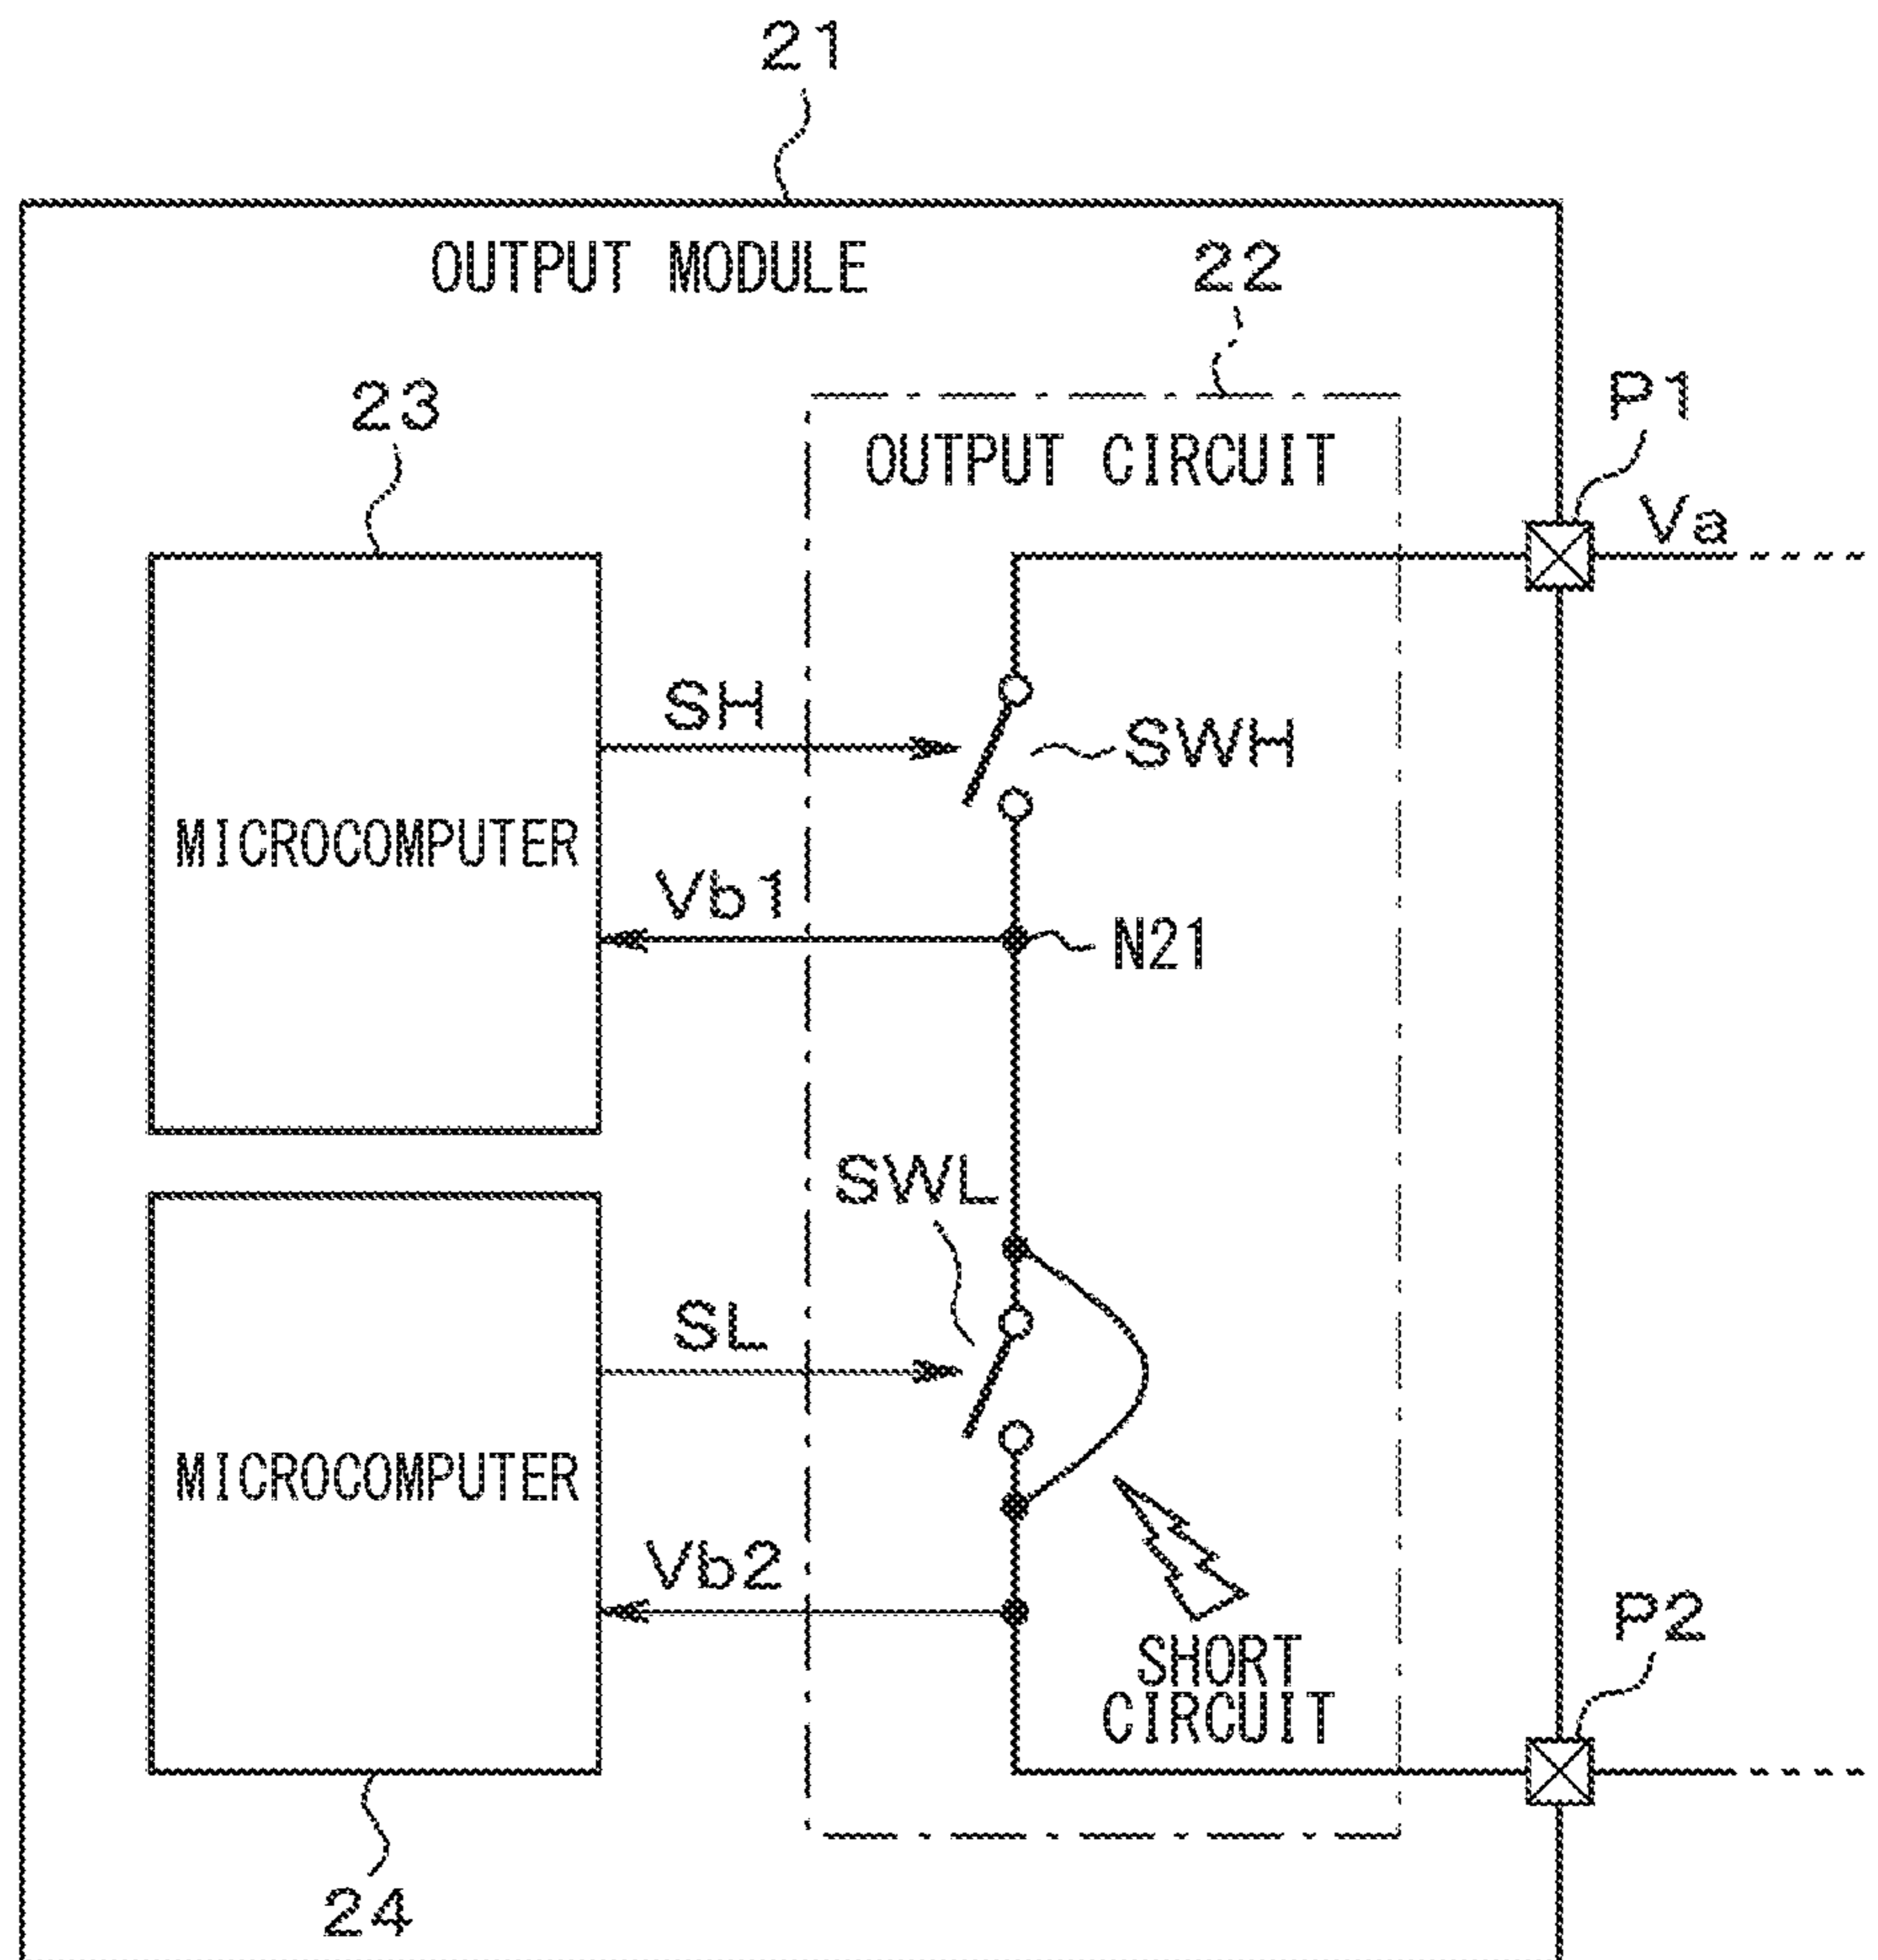 21
OUTPUT MODULE
22
23
P1
OUTPUT CIRCUIT
Va
SH
SWH
MICROCOMPUTER
Vb1
N21
SWL
SL
MICROCOMPUTER
Vb2
P2
SHORT
CIRCUIT
24